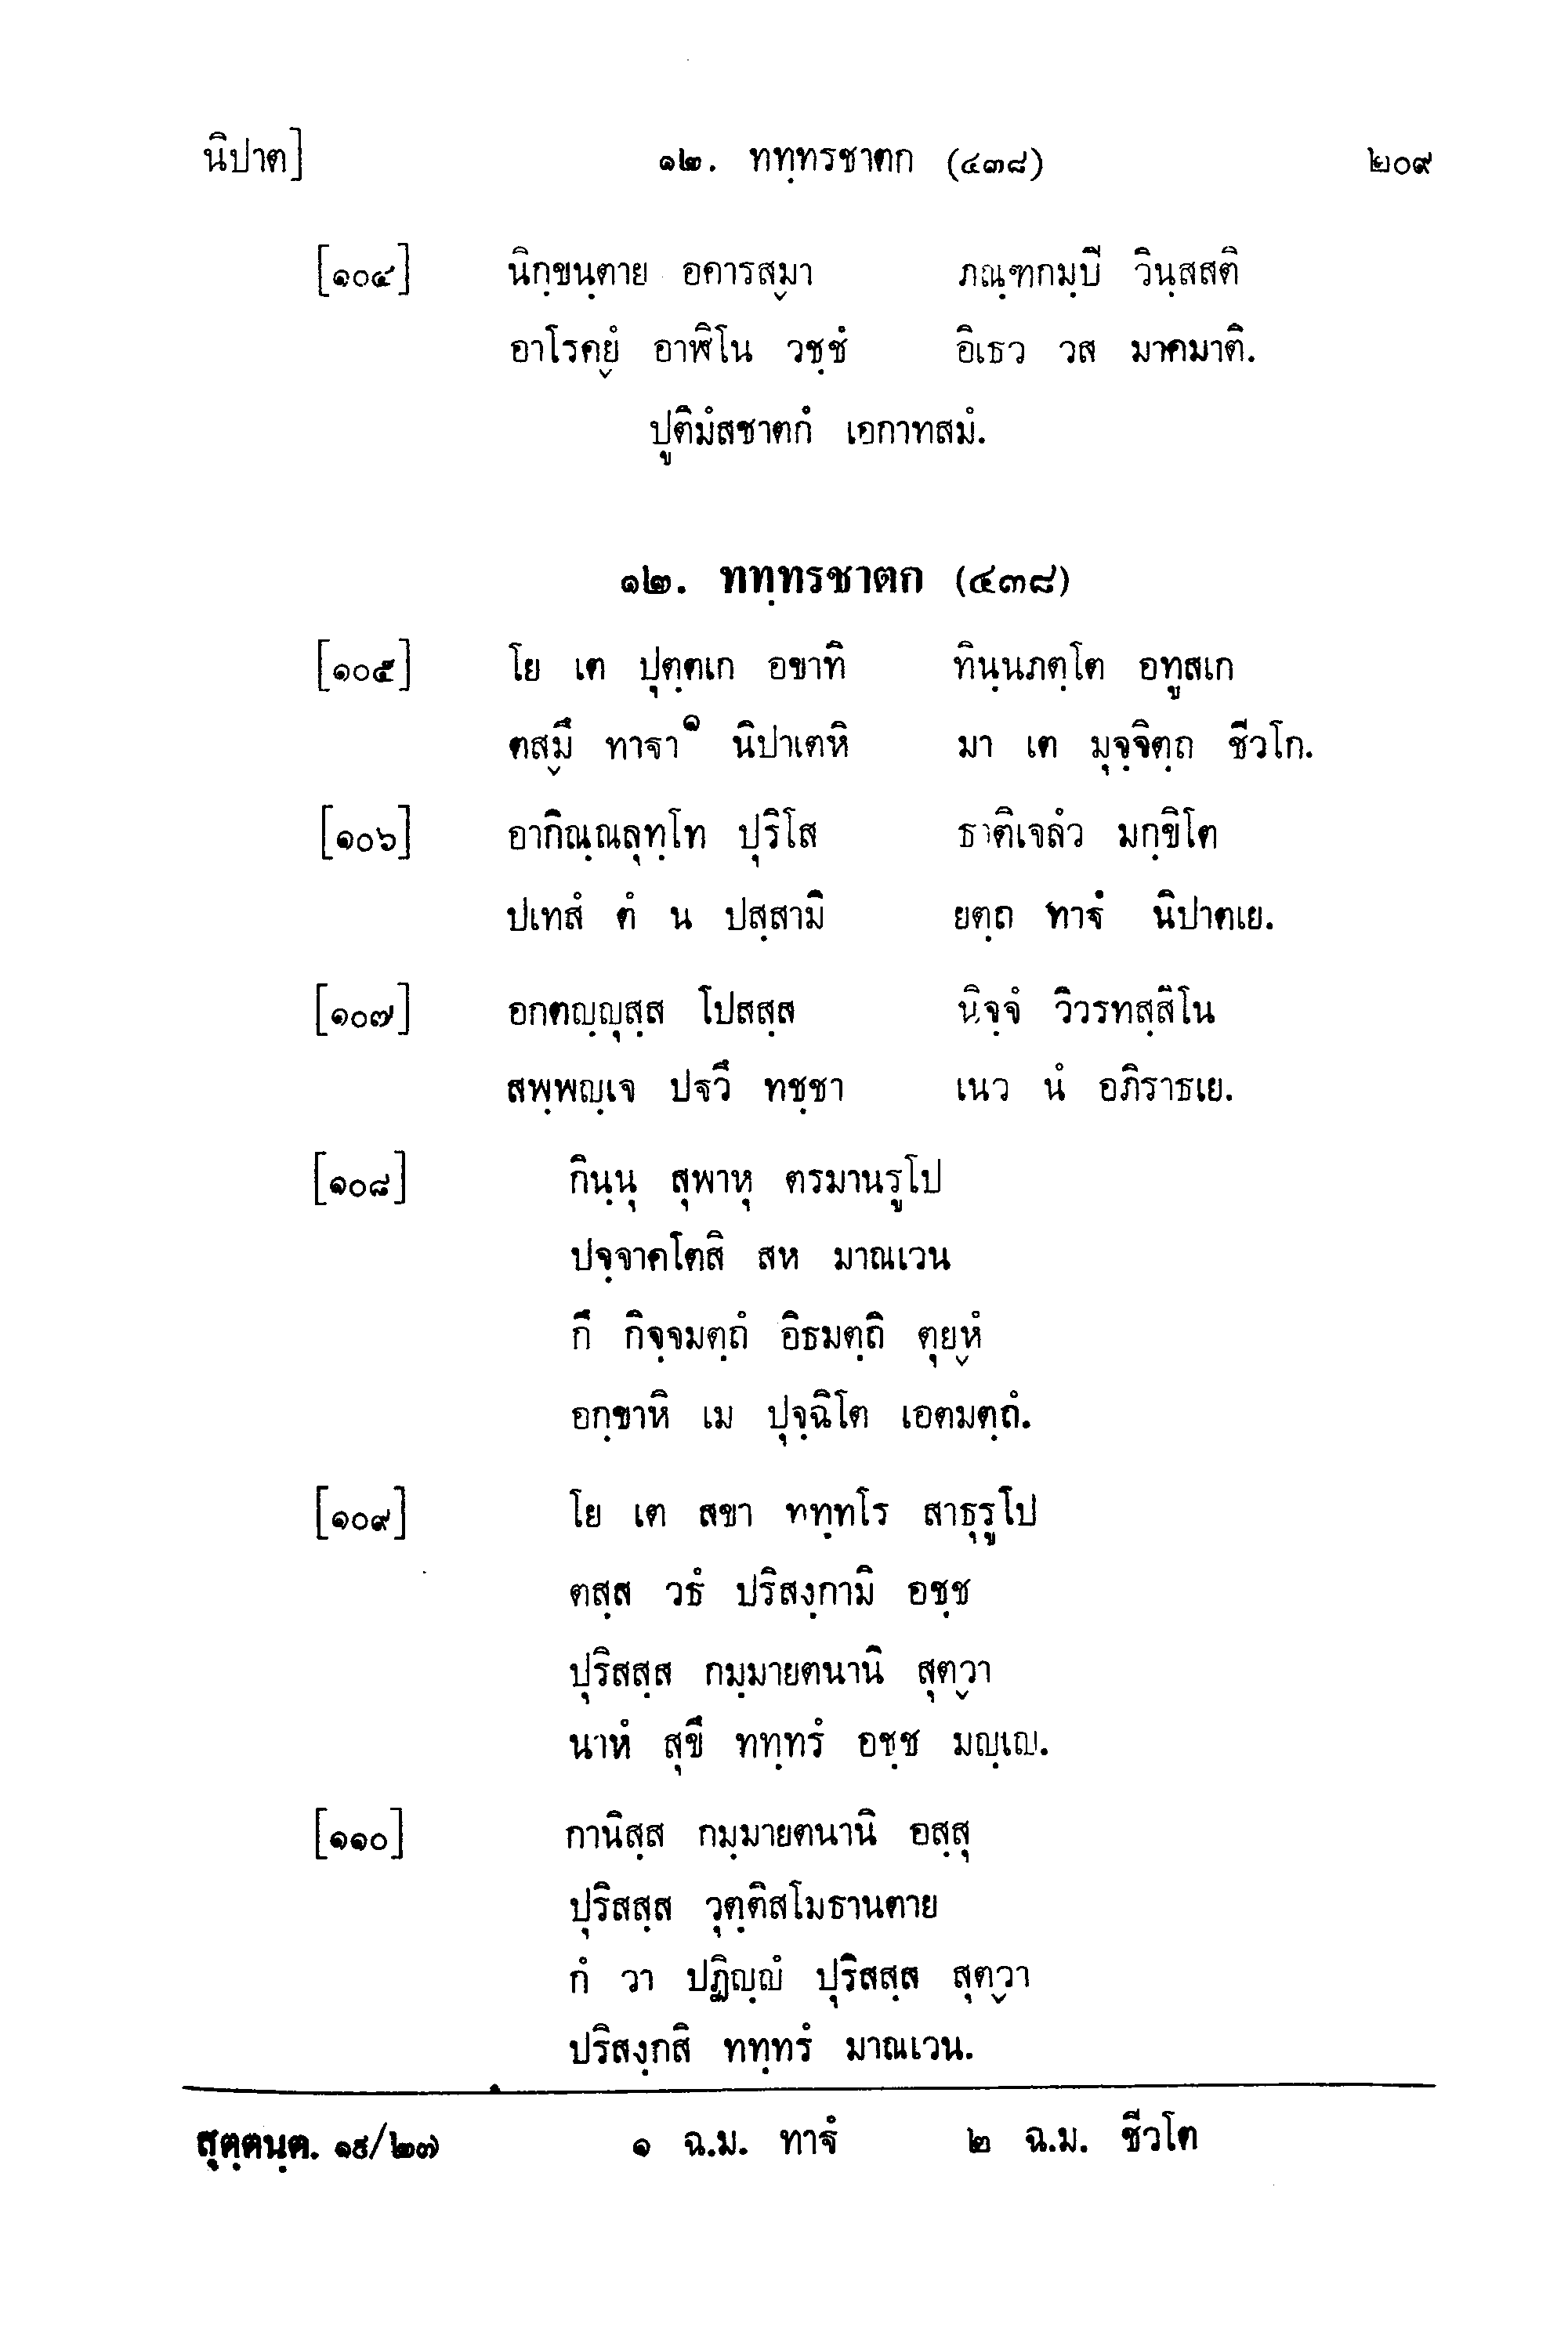 นิปาต] ๑๒. ททฺทรชาตก (๔๓๘) ๒๐๙
[๑๐๔] นิกฺขนฺตาย อคารสฺมา ภณฺฑกมฺปี วินฺสสติ
อาโรคฺยํ อาฬิโน วชฺชํ อิเธว วส มาคมาติ.
ปูติมํสชาตกํ เอกาทสมํ.
๑๒. ททฺทรชาตก (๔๓๘)
[๑๐๕] โย เต ปุตฺตเก อขาทิ ทินฺนภตฺโต อทูสเก
ตสฺมึ ทาฐา๑ นิปาเตหิ มา เต มุจฺจิตฺถ ชีวโก.
[๑๐๖] อากิณฺณลุทฺโท ปุริโส ธาติเจลํว มกฺขิโต
ปเทสํ ตํ น ปสฺสามิ ยตฺถ ทาฐํ นิปาตเย.
[๑๐๗] อกตญฺญุสฺส โปสสฺส นิจฺจํ วิวรทสฺสิโน
สพฺพญฺเจ ปฐวึ ทชฺชา เนว นํ อภิราธเย.
[๑๐๘] กินฺนุ สุพาหุ ตรมานรูโป
ปจฺจาคโตสิ สห มาณเวน
กึ กิจฺจมตฺถํ อิธมตฺถิ ตุยฺหํ
อกฺขาหิ เม ปุจฺฉิโต เอตมตฺถํ.
[๑๐๙] โย เต สขา ททฺทโร สาธุรูโป
ตสฺส วธํ ปริสงฺกามิ อชฺช
ปุริสสฺส กมฺมายตนานิ สุตฺวา
นาหํ สุขึ ททฺทรํ อชฺช มญฺเญ.
[๑๑๐] กานิสฺส กมฺมายตนานิ อสฺสุ
ปุริสสฺส วุตฺติสโมธานตาย
กํ วา ปฏิญฺญํ ปุริสสฺส สุตฺวา
ปริสงฺกสิ ททฺทรํ มาณเวน.
สุตฺตนฺต. ๑๙/๒๗ ๑ ฉ.ม. ทาฐํ ๒ ฉ.ม. ชีวโต